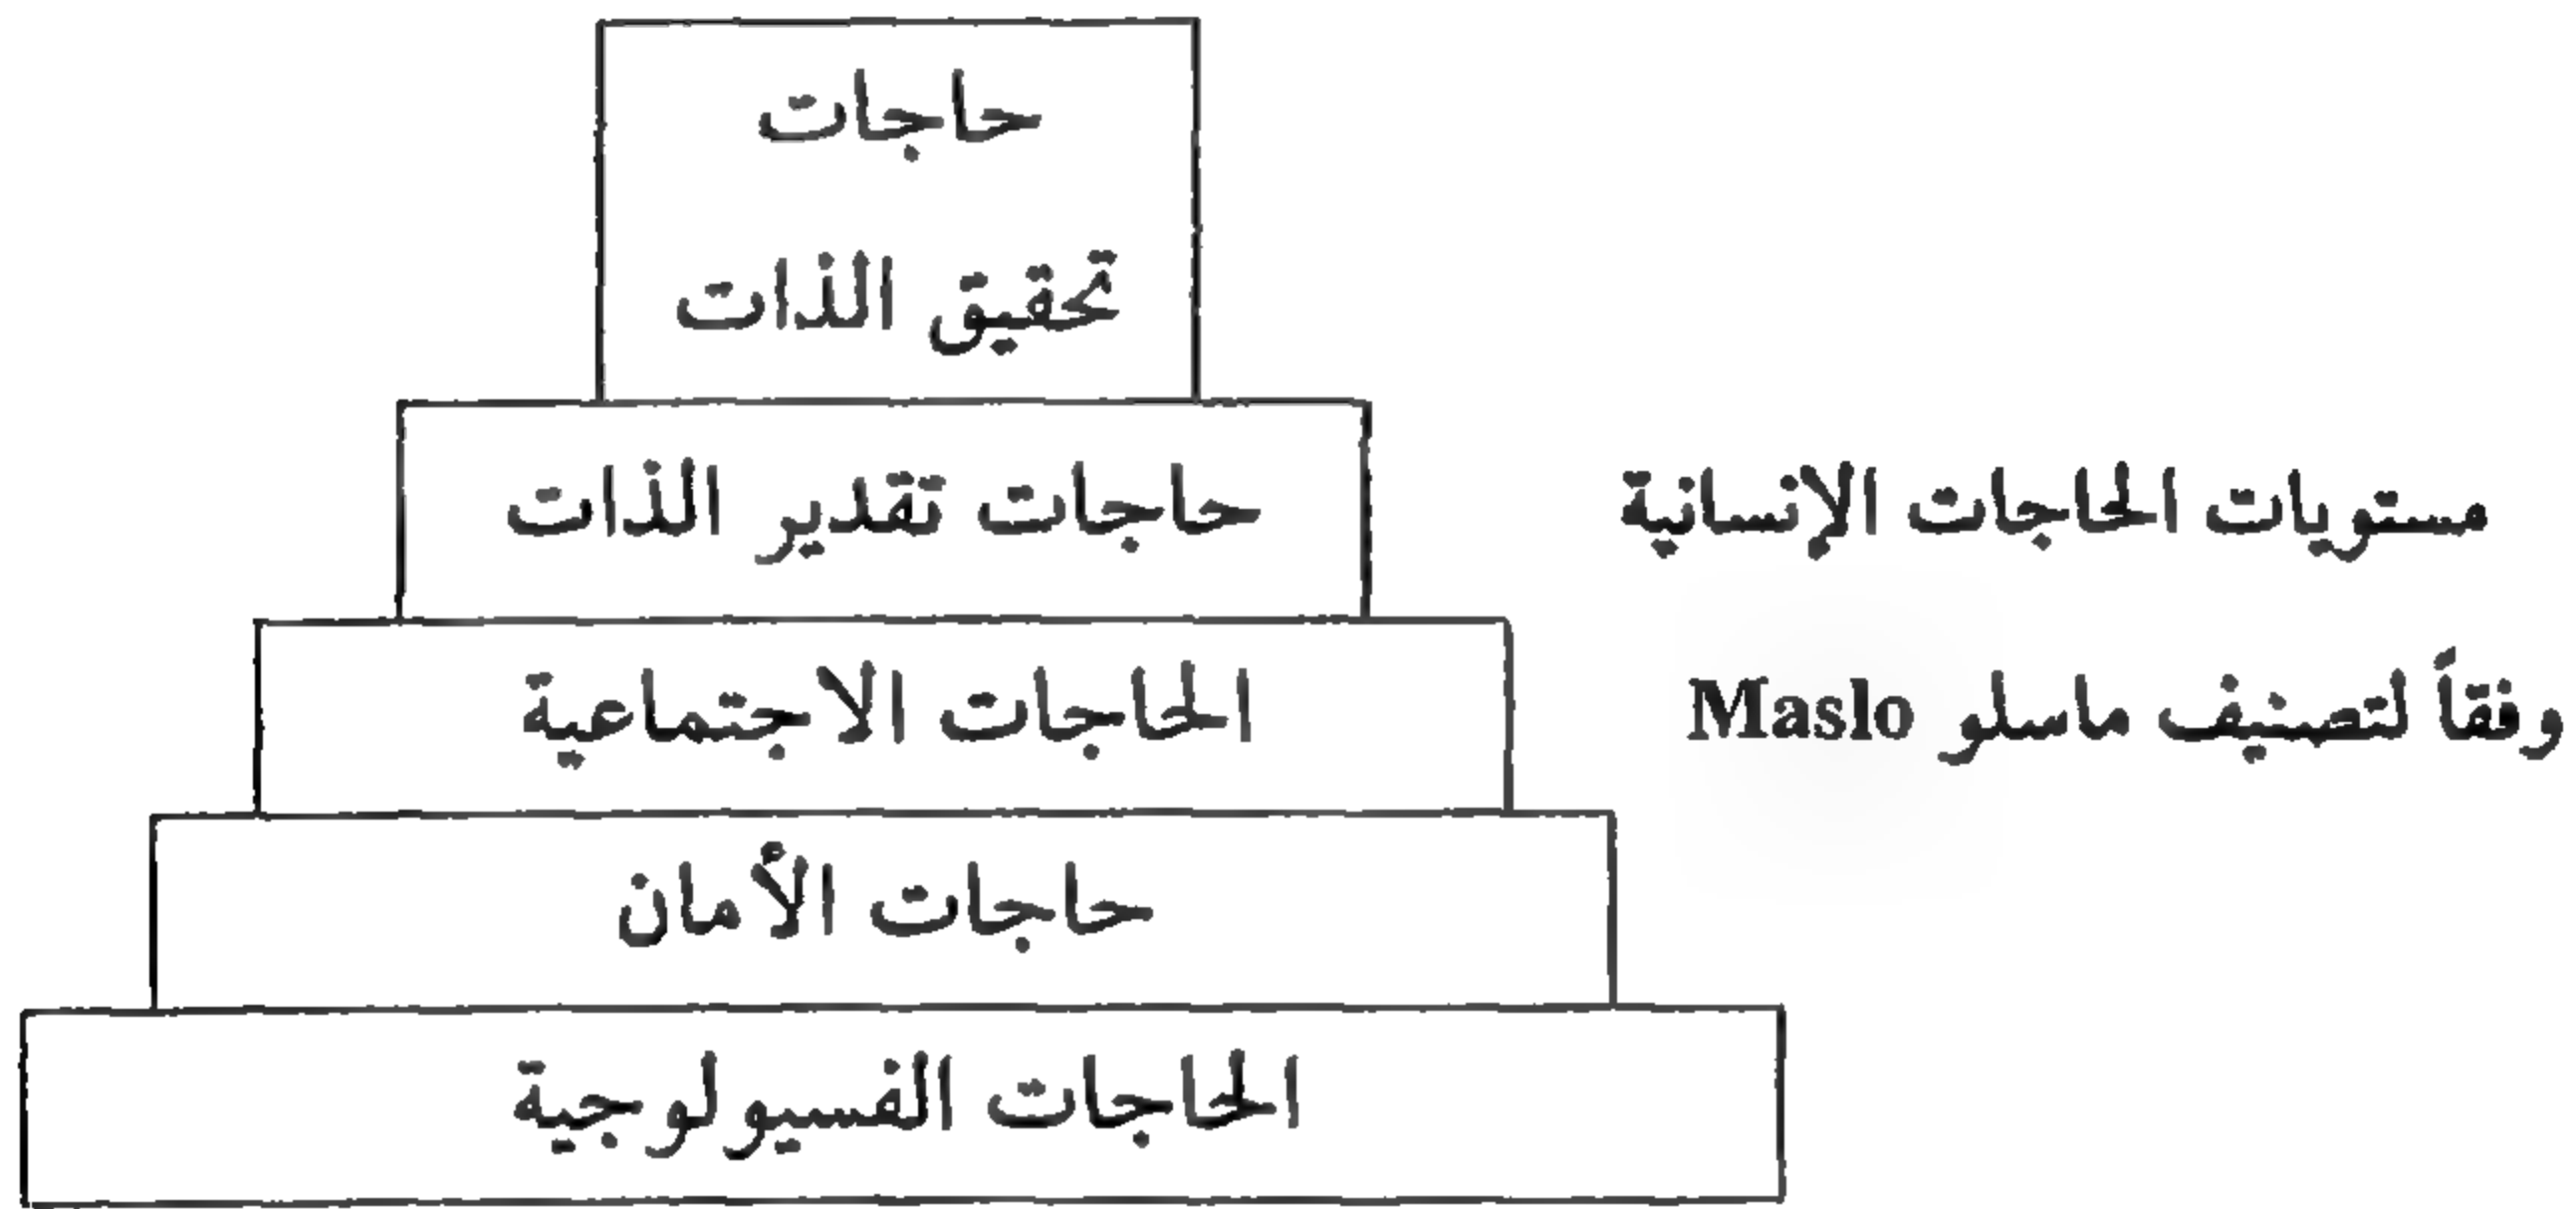 حاجات
تحقيق الذات
حاجات تقدير الذات
مستويات الحاجات الإنسانية
الحاجات الاجتماعية
وفقاً لتصنيف ماسلو Maslo
حاجات الأمان
الحاجات الفسيولوجية